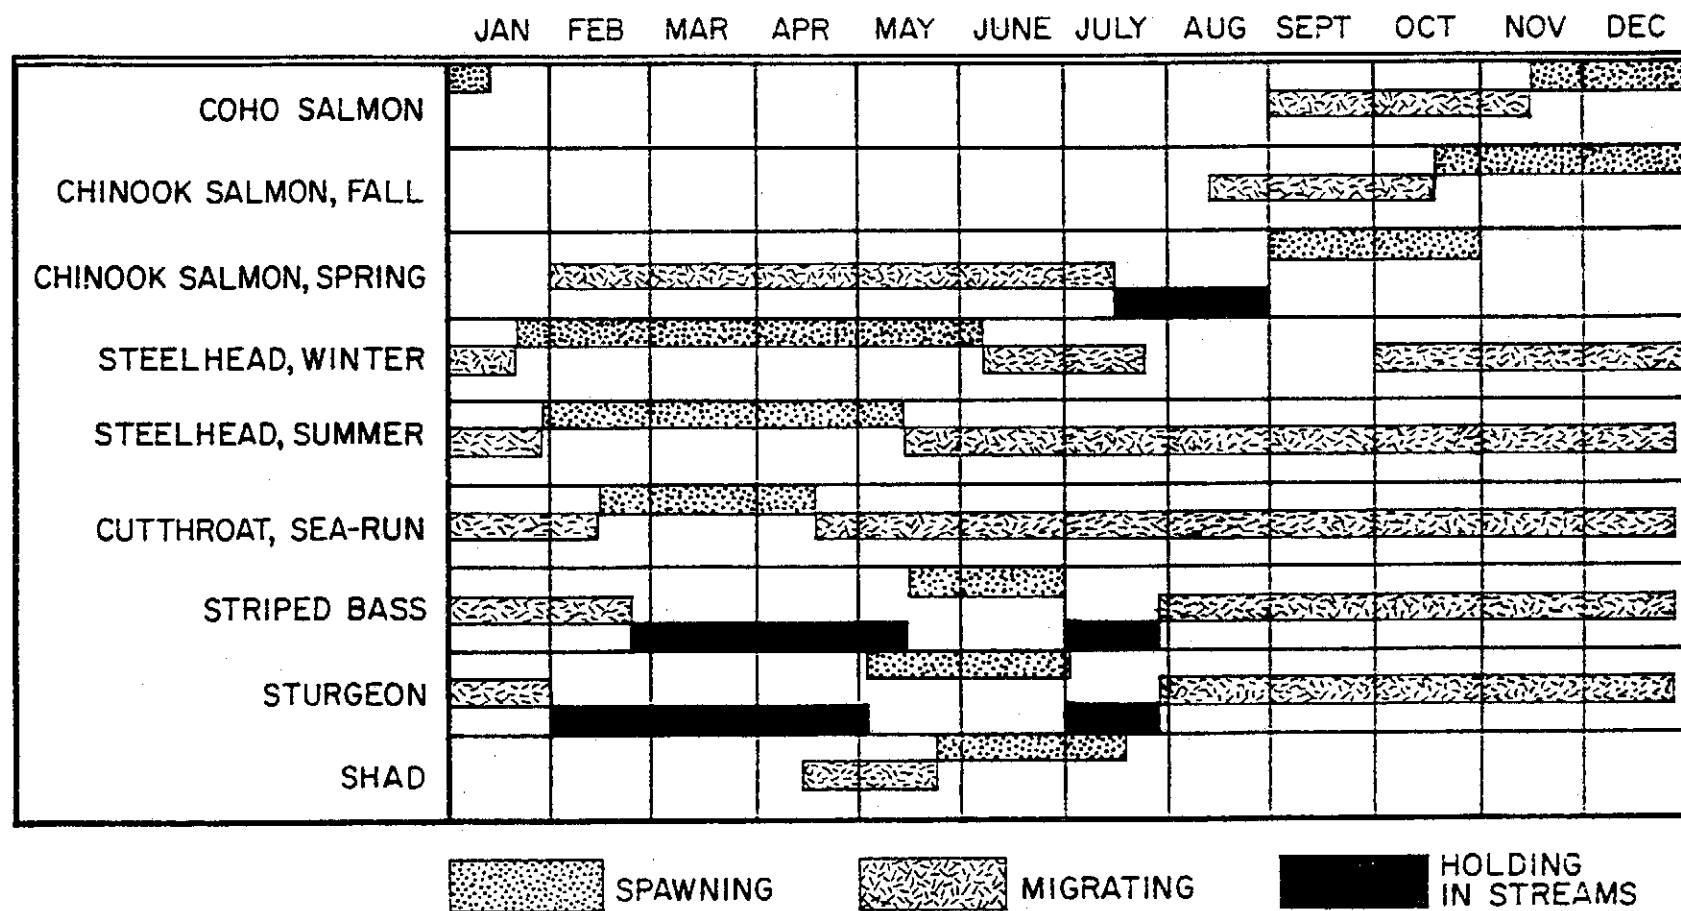 JAN FEB MAR APR MAY JUNE JULY AUG SEPT OCT NOV DEC
COHO SALMON
CHINOOK SALMON, FALL
CHINOOK SALMON, SPRING
STEELHEAD, WINTER
STEELHEAD, SUMMER
CUTTHROAT, SEA-RUN
STRIPED BASS
STURGEON
SHAD
SPAWNING
MIGRATING
HOLDING
IN STREAMS